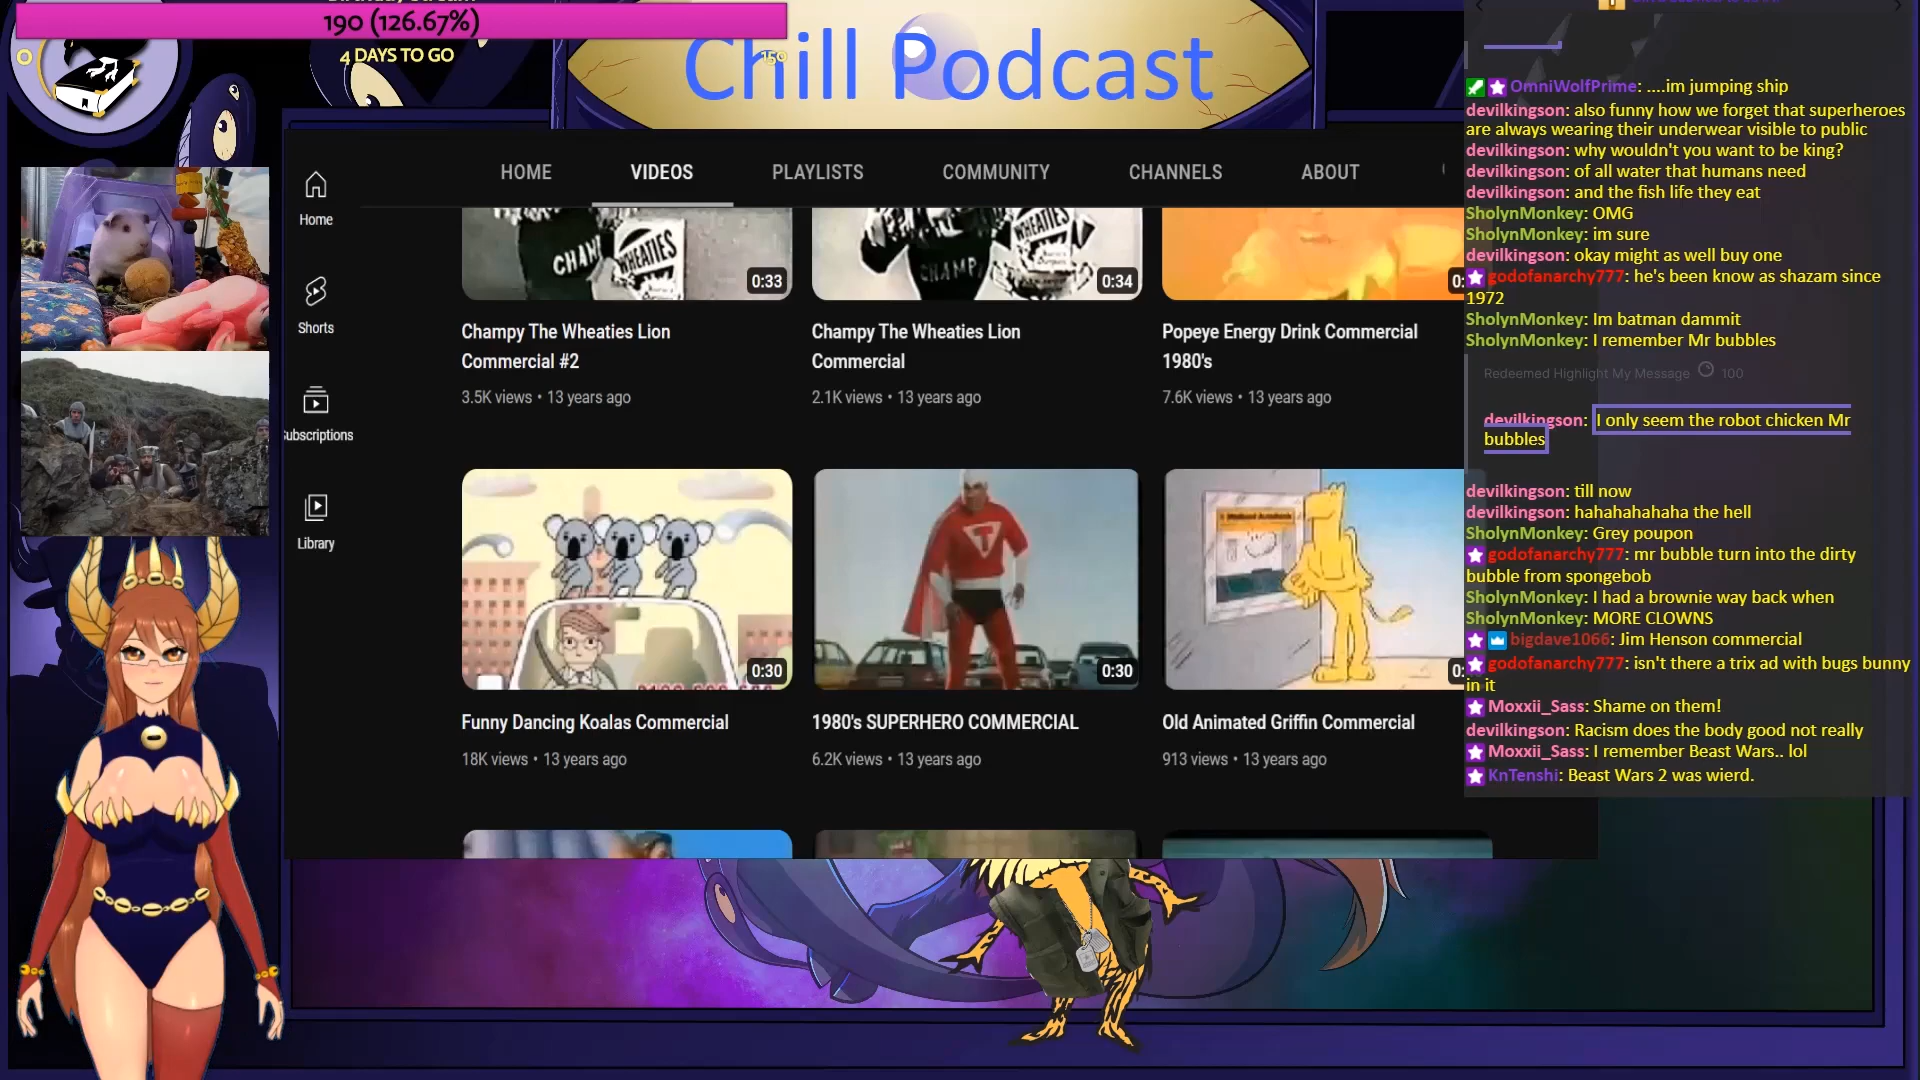 190 (126.67%)
4 DAYS TO GO
0
150
Chill Podcast
HOME
VIDEOS
PLAYLISTS
COMMUNITY
CHANNELS
ABOUT
Home
Shorts
Subscriptions
Library
CHAMP
WHEATIES
0:33
CHAMP
WHEATIES
0:34
0:
Champy The Wheaties Lion
Commercial #2
3.5K views • 13 years ago
Champy The Wheaties Lion
Commercial
2.1K views • 13 years ago
Popeye Energy Drink Commercial
1980's
7.6K views • 13 years ago
0:30
T
0:30
0:
Funny Dancing Koalas Commercial
18K views • 13 years ago
1980's SUPERHERO COMMERCIAL
6.2K views • 13 years ago
Old Animated Griffin Commercial
913 views • 13 years ago
OmniWolfPrime: ....im jumping ship
devilkingson: also funny how we forget that superheroes
are always wearing their underwear visible to public
devilkingson: why wouldn't you want to be king?
devilkingson: of all water that humans need
devilkingson: and the fish life they eat
SholynMonkey: OMG
SholynMonkey: im sure
devilkingson: okay might as well buy one
godofanarchy777: he's been know as shazam since
1972
SholynMonkey: Im batman dammit
SholynMonkey: I remember Mr bubbles
Redeemed Highlight My Message 100
devilkingson: I only seem the robot chicken Mr
bubbles
devilkingson: till now
devilkingson: hahahahahaha the hell
SholynMonkey: Grey poupon
godofanarchy777: mr bubble turn into the dirty
bubble from spongebob
SholynMonkey: I had a brownie way back when
SholynMonkey: MORE CLOWNS
bigdave1066: Jim Henson commercial
godofanarchy777: isn't there a trix ad with bugs bunny
in it
Moxxii_Sass: Shame on them!
devilkingson: Racism does the body good not really
Moxxii_Sass: I remember Beast Wars.. lol
KnTenshi: Beast Wars 2 was wierd.